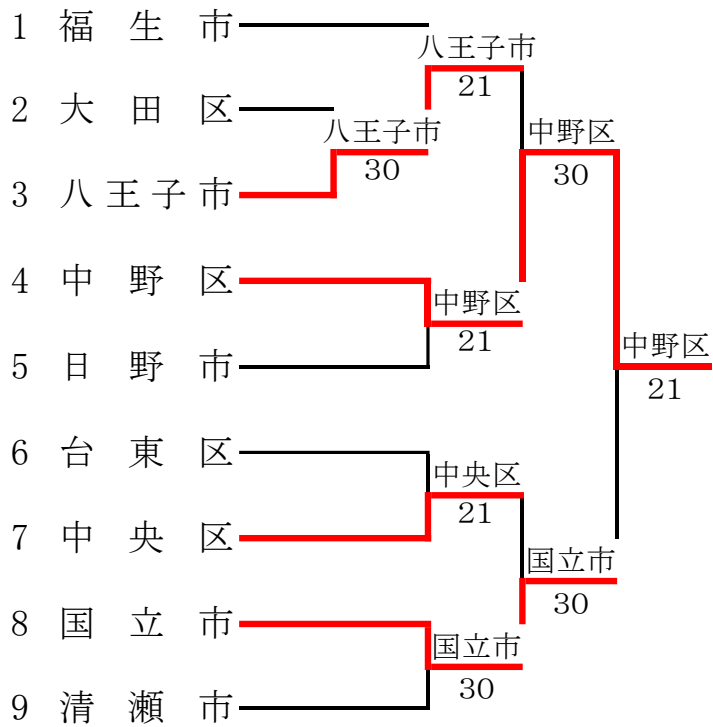 1 福生市
八王子市
21
2 大田区
八王子市
中野区
30
30
3 八王子市
4 中野区
中野区
21
中野区
5 日野市
21
6 台東区
中央区
21
7 中央区
国立市
30
8 国立市
国立市
30
9 清瀬市